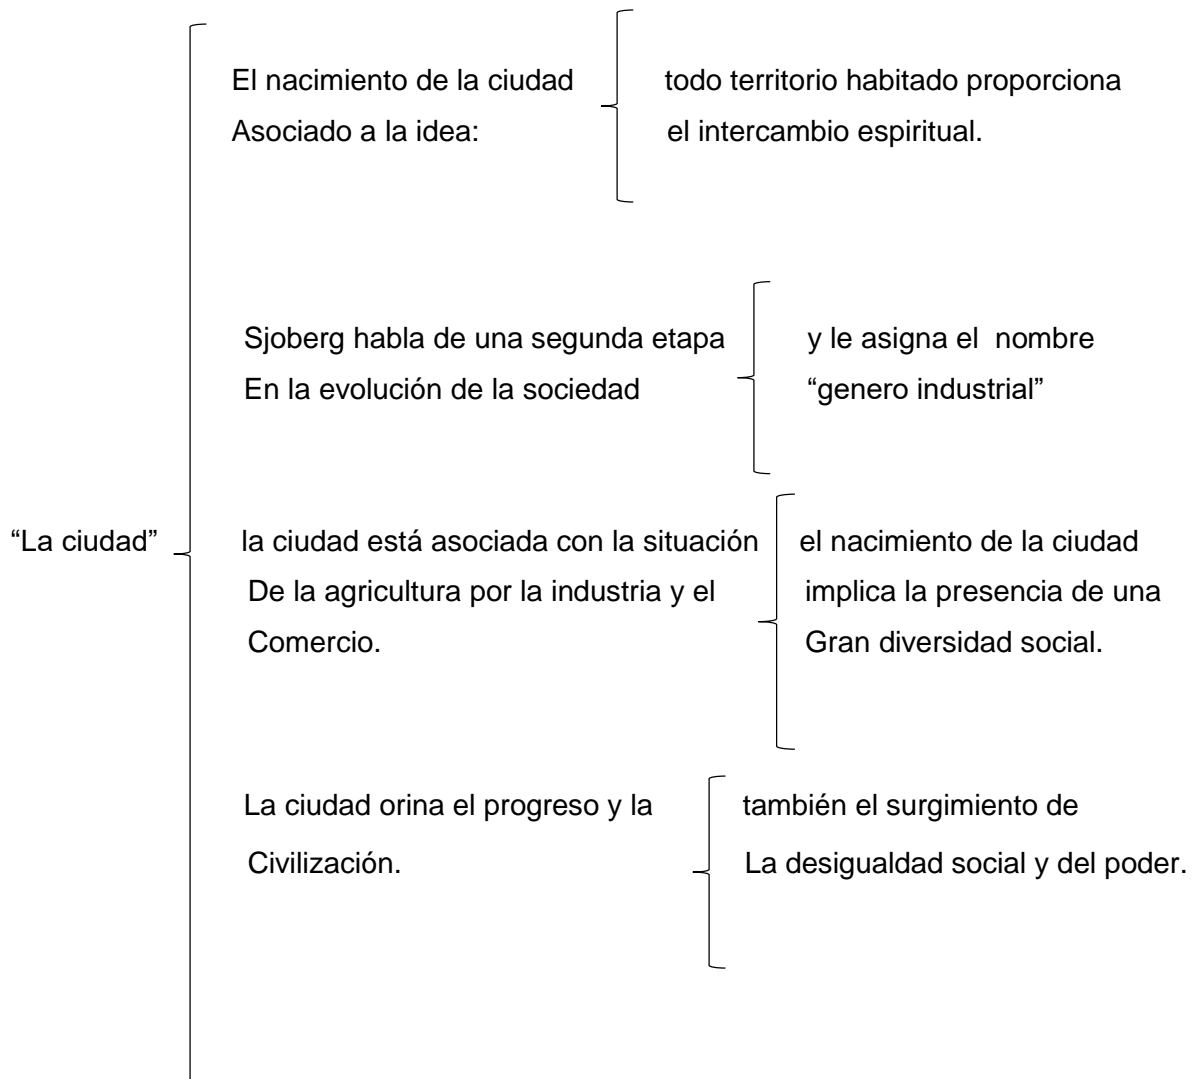 El nacimiento de la ciudad
Asociado a la idea:
todo territorio habitado proporciona
el intercambio espiritual.
Sjoberg habla de una segunda etapa
En la evolución de la sociedad
y le asigna el  nombre
“genero industrial”
“La ciudad”
la ciudad está asociada con la situación
De la agricultura por la industria y el
Comercio.
el nacimiento de la ciudad
implica la presencia de una
Gran diversidad social.
La ciudad orina el progreso y la
Civilización.
también el surgimiento de
La desigualdad social y del poder.